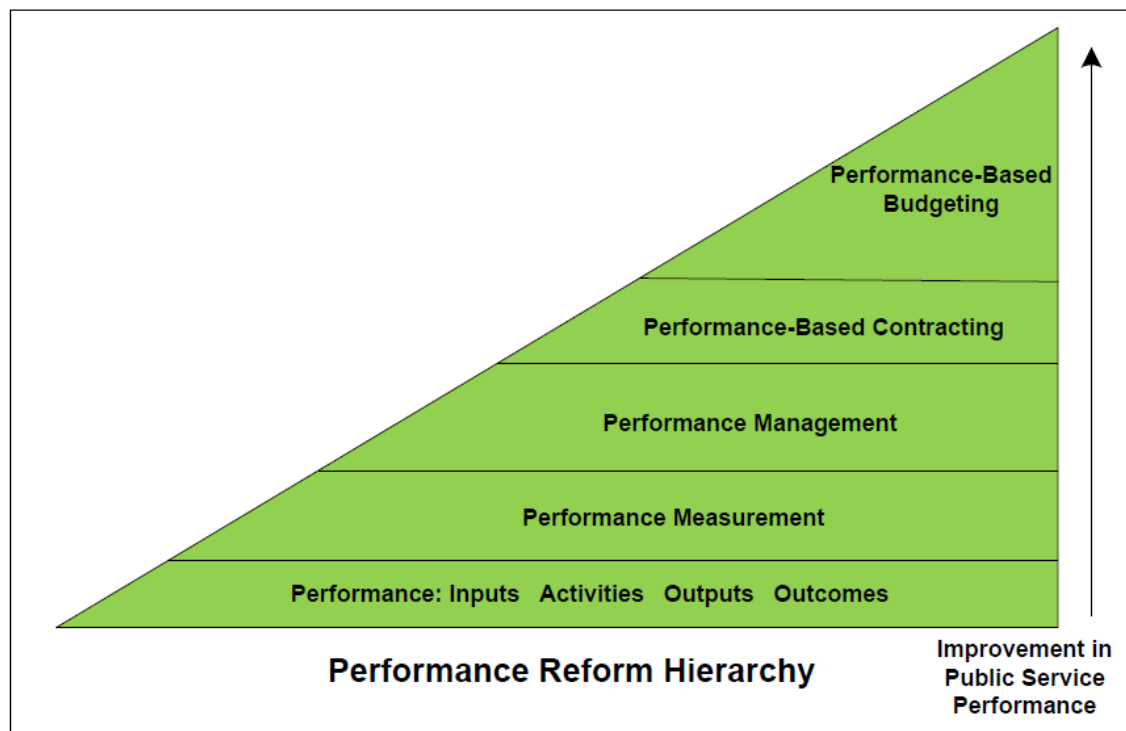 Performance-Based
Budgeting
Performance-Based Contracting
Performance Management
Performance Measurement
Performance: Inputs Activities Outputs Outcomes
Performance Reform Hierarchy
Improvement in
Public Service
Performance